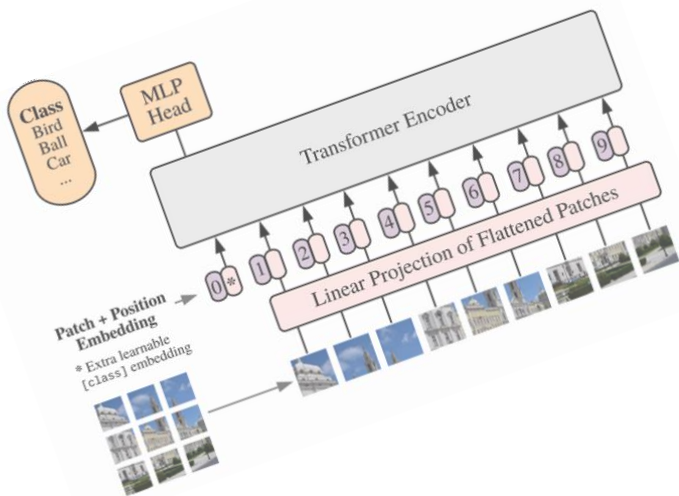 Class
Bird
Ball
Car
...
MLP
Head
Transformer Encoder
0 * 1 2 3 4 5 6 7 8 9
Linear Projection of Flattened Patches
Patch + Position
Embedding
* Extra learnable
[class] embedding